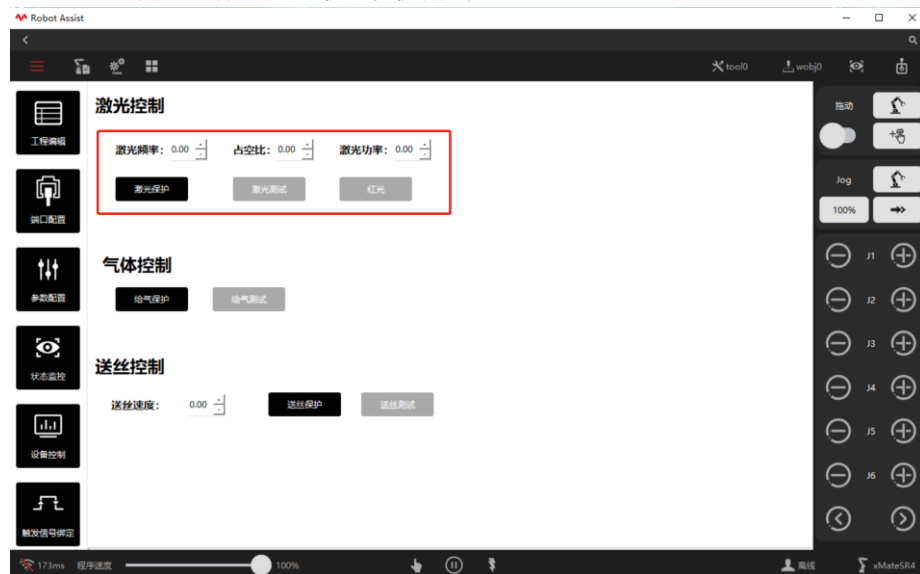 Robot Assist
tool0
wobj0
工程编辑
端口配置
参数配置
状态监控
设备控制
触发信号绑定
激光控制
激光频率： 0.00 占空比： 0.00 激光功率： 0.00
激光保护 激光测试 红光
气体控制
给气保护 给气测试
送丝控制
送丝速度： 0.00 送丝保护 送丝测试
拖动
Jog
100%
J1
J2
J3
J4
J5
J6
173ms 程序速度 100% 离线 xMateSR4